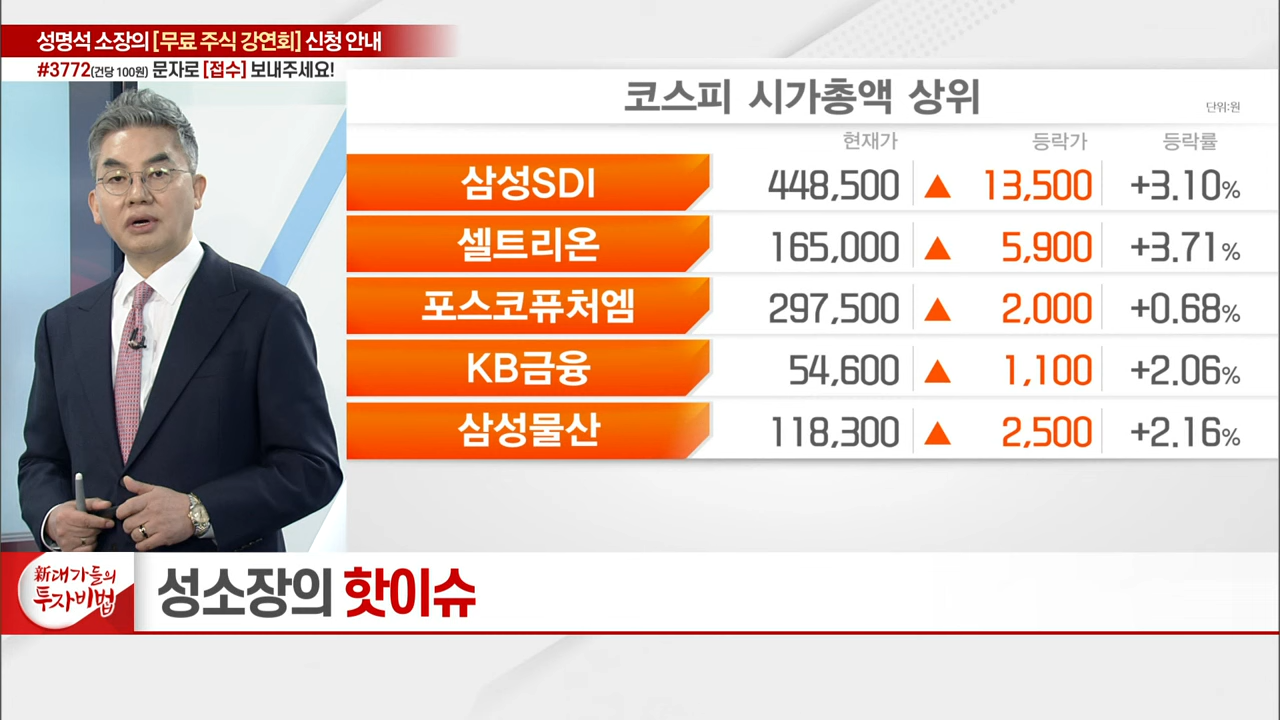 성명석 소장의 [무료 주식 강연회] 신청 안내
#3772(건당 100원) 문자로 [접수] 보내주세요!
코스피 시가총액 상위
단위:원
현재가 등락가 등락률
삼성SDI 448,500 ▲ 13,500 +3.10%
셀트리온 165,000 ▲ 5,900 +3.71%
포스코퓨처엠 297,500 ▲ 2,000 +0.68%
KB금융 54,600 ▲ 1,100 +2.06%
삼성물산 118,300 ▲ 2,500 +2.16%
新대가들의
투자비법
성소장의 핫이슈